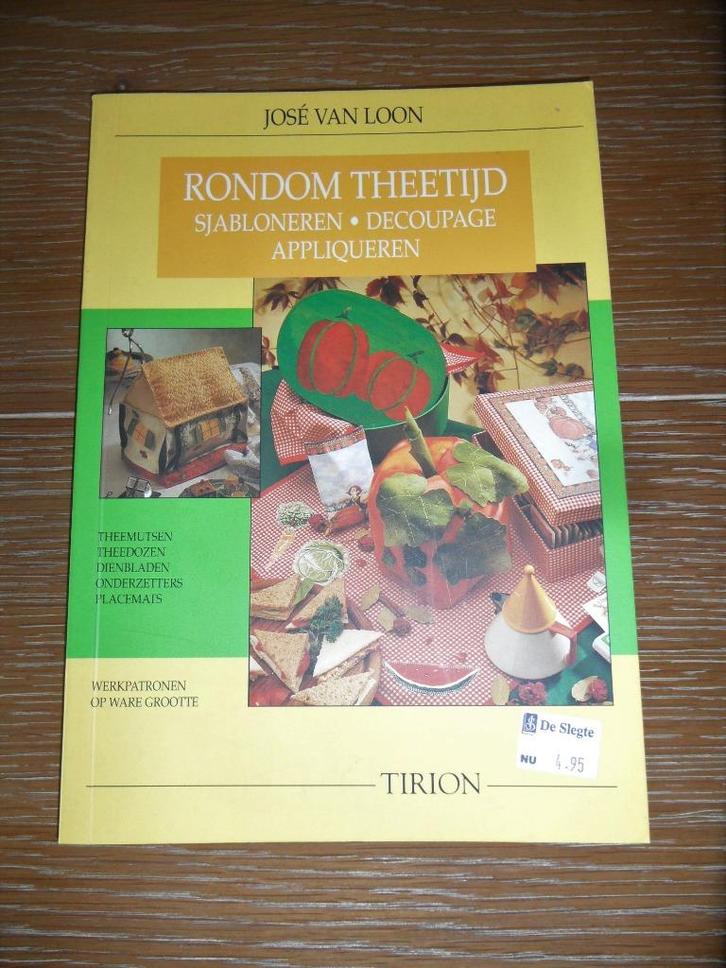 JOSÉ VAN LOON
RONDOM THEETIJD
SJABLONEREN • DECOUPAGE
APPLIQUEREN
THEEMUTSEN
THEEDOZEN
DIENBLADEN
ONDERZETTERS
PLACEMATS
WERKPATRONEN
OP WARE GROOTTE
De Slegte
NU 4.95
TIRION